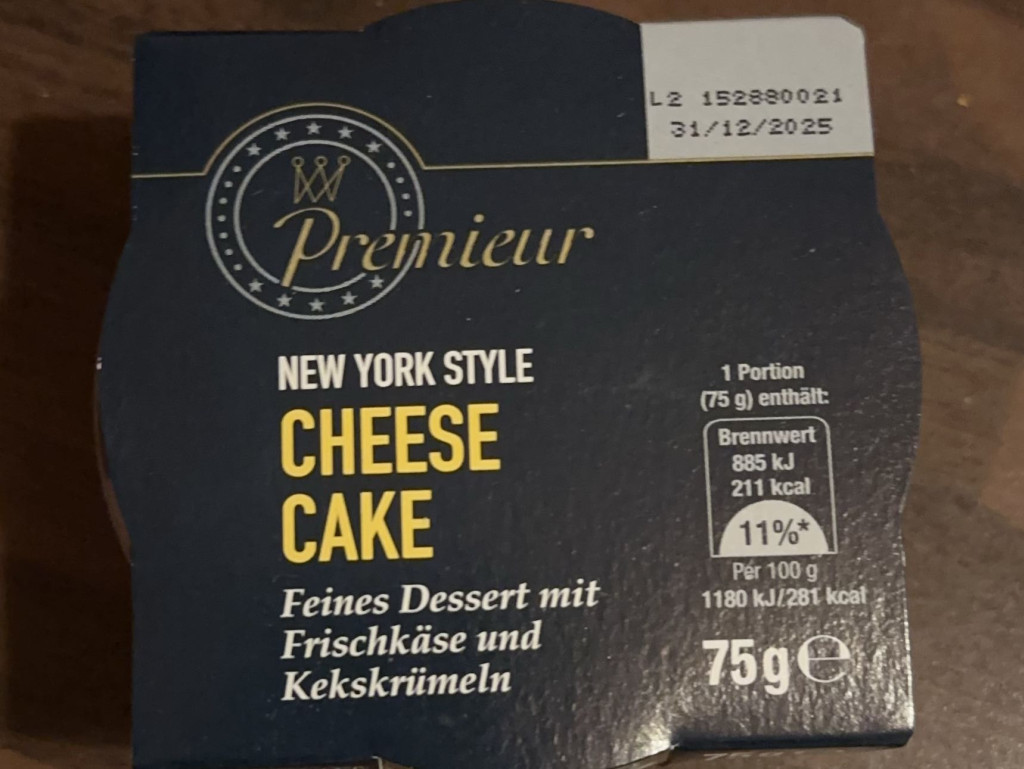 L2 152880021
31/12/2025
Premieur
NEW YORK STYLE
CHEESE
CAKE
Feines Dessert mit
Frischkäse und
Kekskrümeln
1 Portion
(75 g) enthält:
Brennwert
885 kJ
211 kcal
11%*
Per 100 g
1180 kJ/281 kcal
75 g ℮